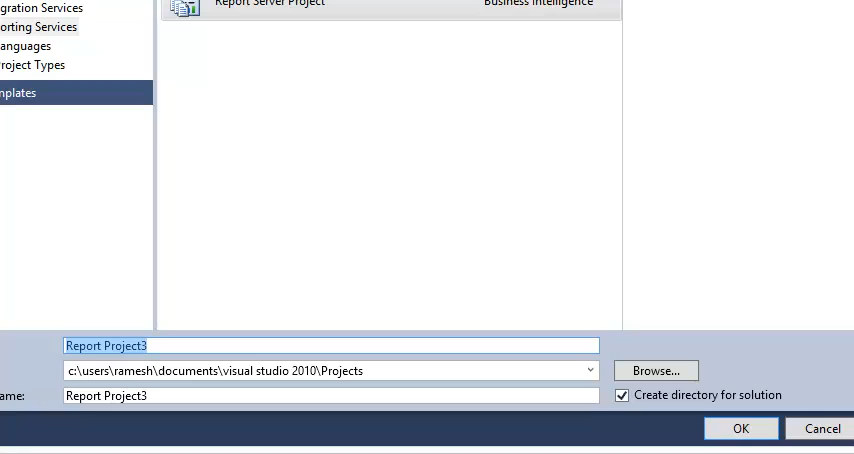 gration Services
Report Server Project
Business Intelligence
orting Services
anguages
roject Types
nplates
Report Project3
c:\users\ramesh\documents\visual studio 2010\Projects
Browse...
ame:
Report Project3
Create directory for solution
OK
Cancel